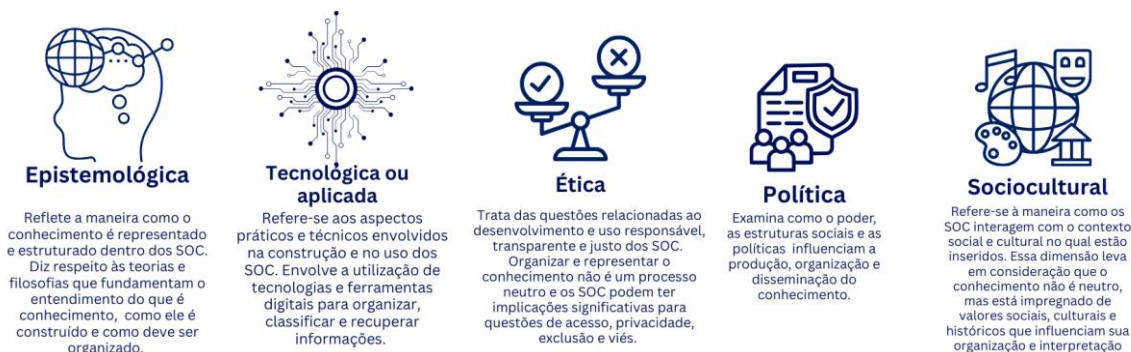 Epistemológica
Reflete a maneira como o
conhecimento é representado
e estruturado dentro dos SOC.
Diz respeito às teorias e
filosofias que fundamentam o
entendimento do que é
conhecimento, como ele é
construído e como deve ser
organizado.
Tecnológica ou
aplicada
Refere-se aos aspectos
práticos e técnicos envolvidos
na construção e no uso dos
SOC. Envolve a utilização de
tecnologias e ferramentas
digitais para organizar,
classificar e recuperar
informações.
Ética
Trata das questões relacionadas ao
desenvolvimento e uso responsável,
transparente e justo dos SOC.
Organizar e representar o
conhecimento não é um processo
neutro e os SOC podem ter
implicações significativas para
questões de acesso, privacidade,
exclusão e viés.
Política
Examina como o poder,
as estruturas sociais e as
políticas influenciam a
produção, organização e
disseminação do
conhecimento.
Sociocultural
Refere-se à maneira como os
SOC interagem com o contexto
social e cultural no qual estão
inseridos. Essa dimensão leva
em consideração que o
conhecimento não é neutro,
mas está impregnado de
valores sociais, culturais e
históricos que influenciam sua
organização e interpretação